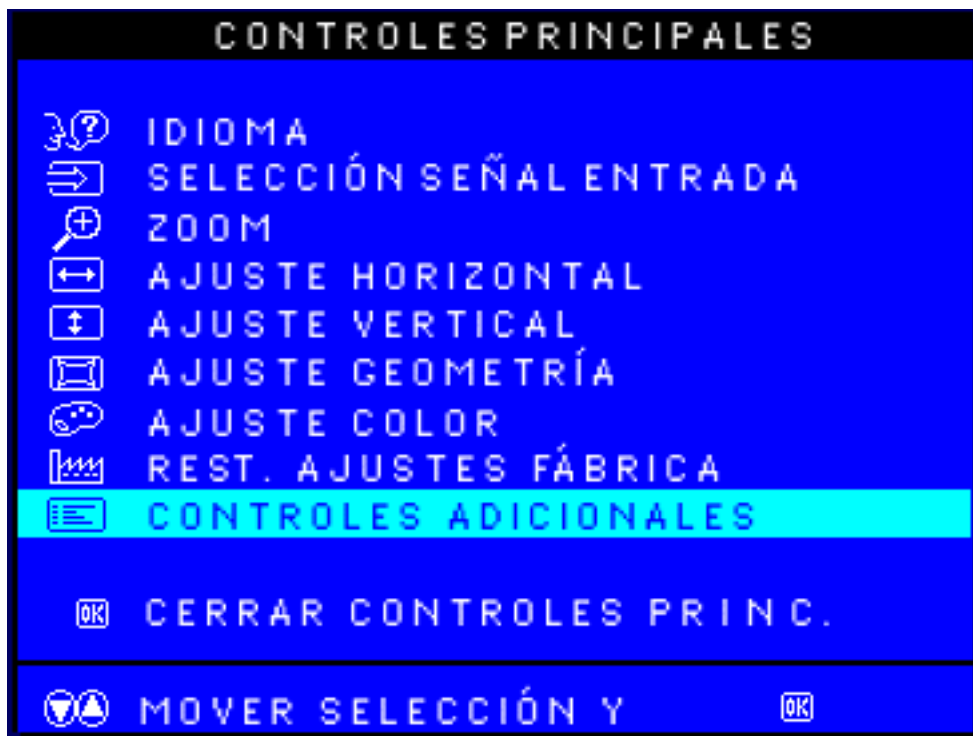 CONTROLES PRINCIPALES
IDIOMA
SELECCIÓN SEÑAL ENTRADA
ZOOM
AJUSTE HORIZONTAL
AJUSTE VERTICAL
AJUSTE GEOMETRÍA
AJUSTE COLOR
REST. AJUSTES FÁBRICA
CONTROLES ADICIONALES
OK CERRAR CONTROLES PRINC.
MOVER SELECCIÓN Y OK